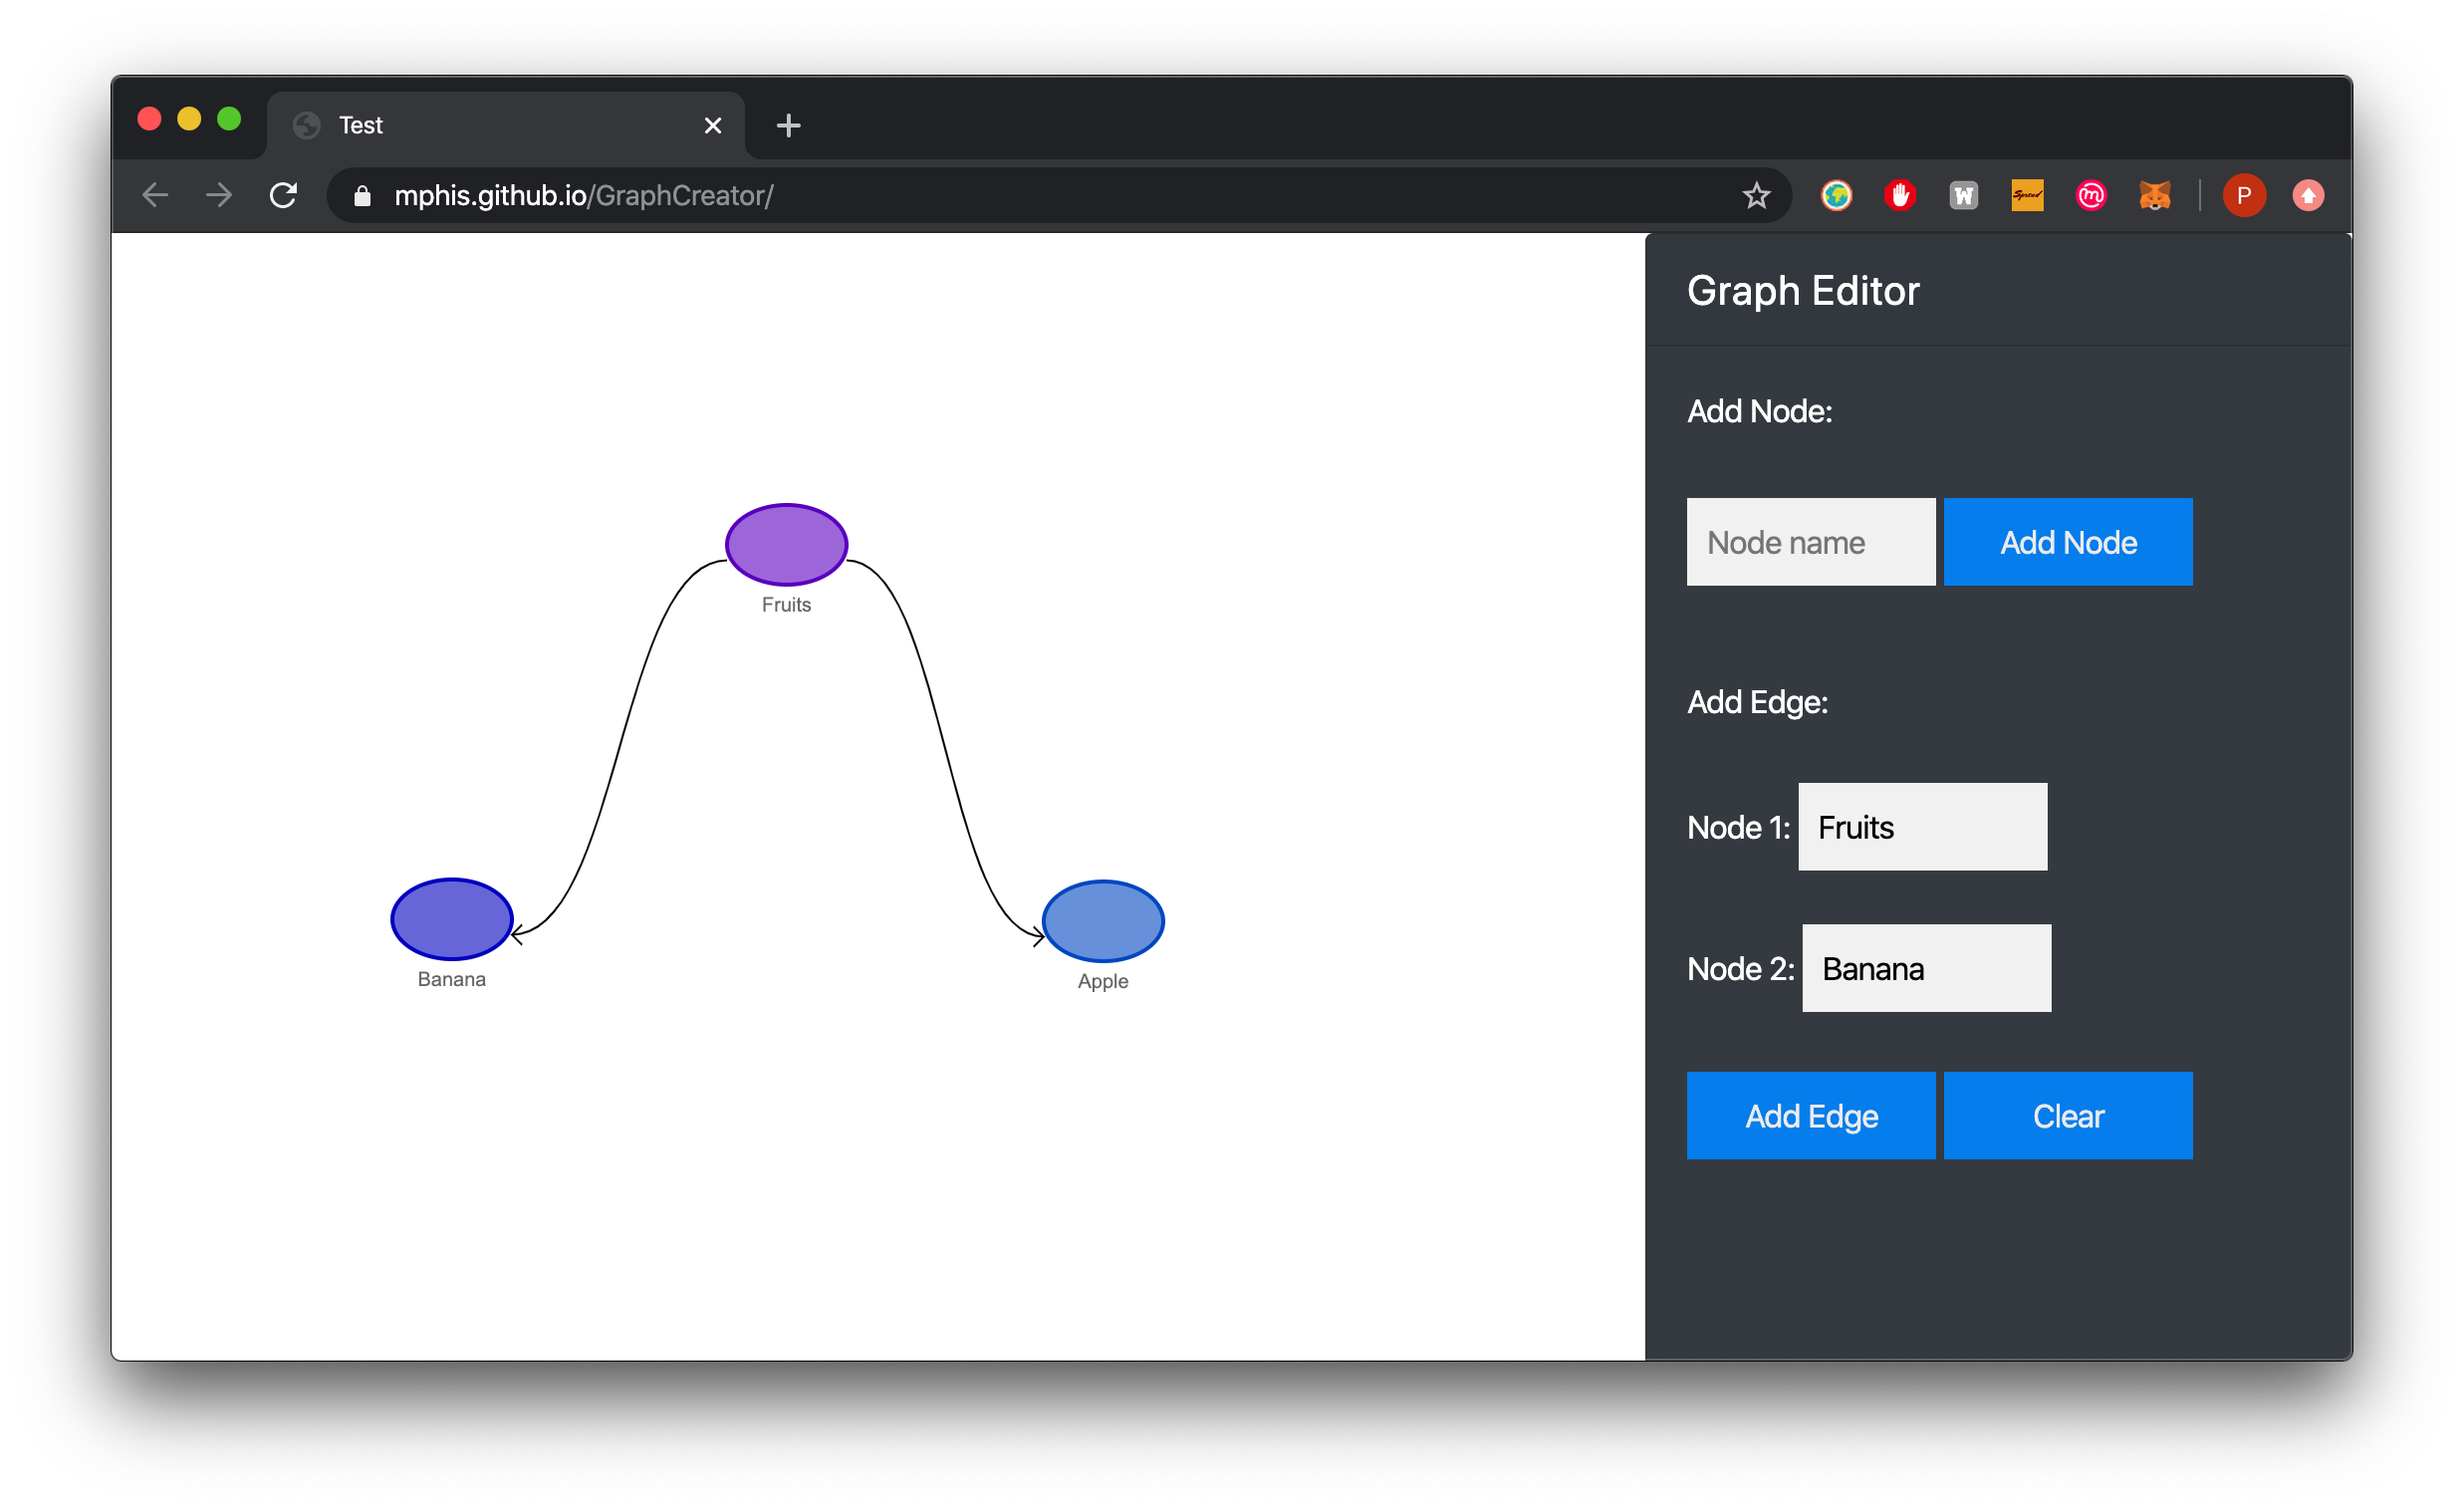 Test
mphis.github.io/GraphCreator/
W
Spread
m
P
Graph Editor
Add Node:
Node name
Add Node
Fruits
Add Edge:
Node 1: Fruits
Node 2: Banana
Banana
Apple
Add Edge
Clear